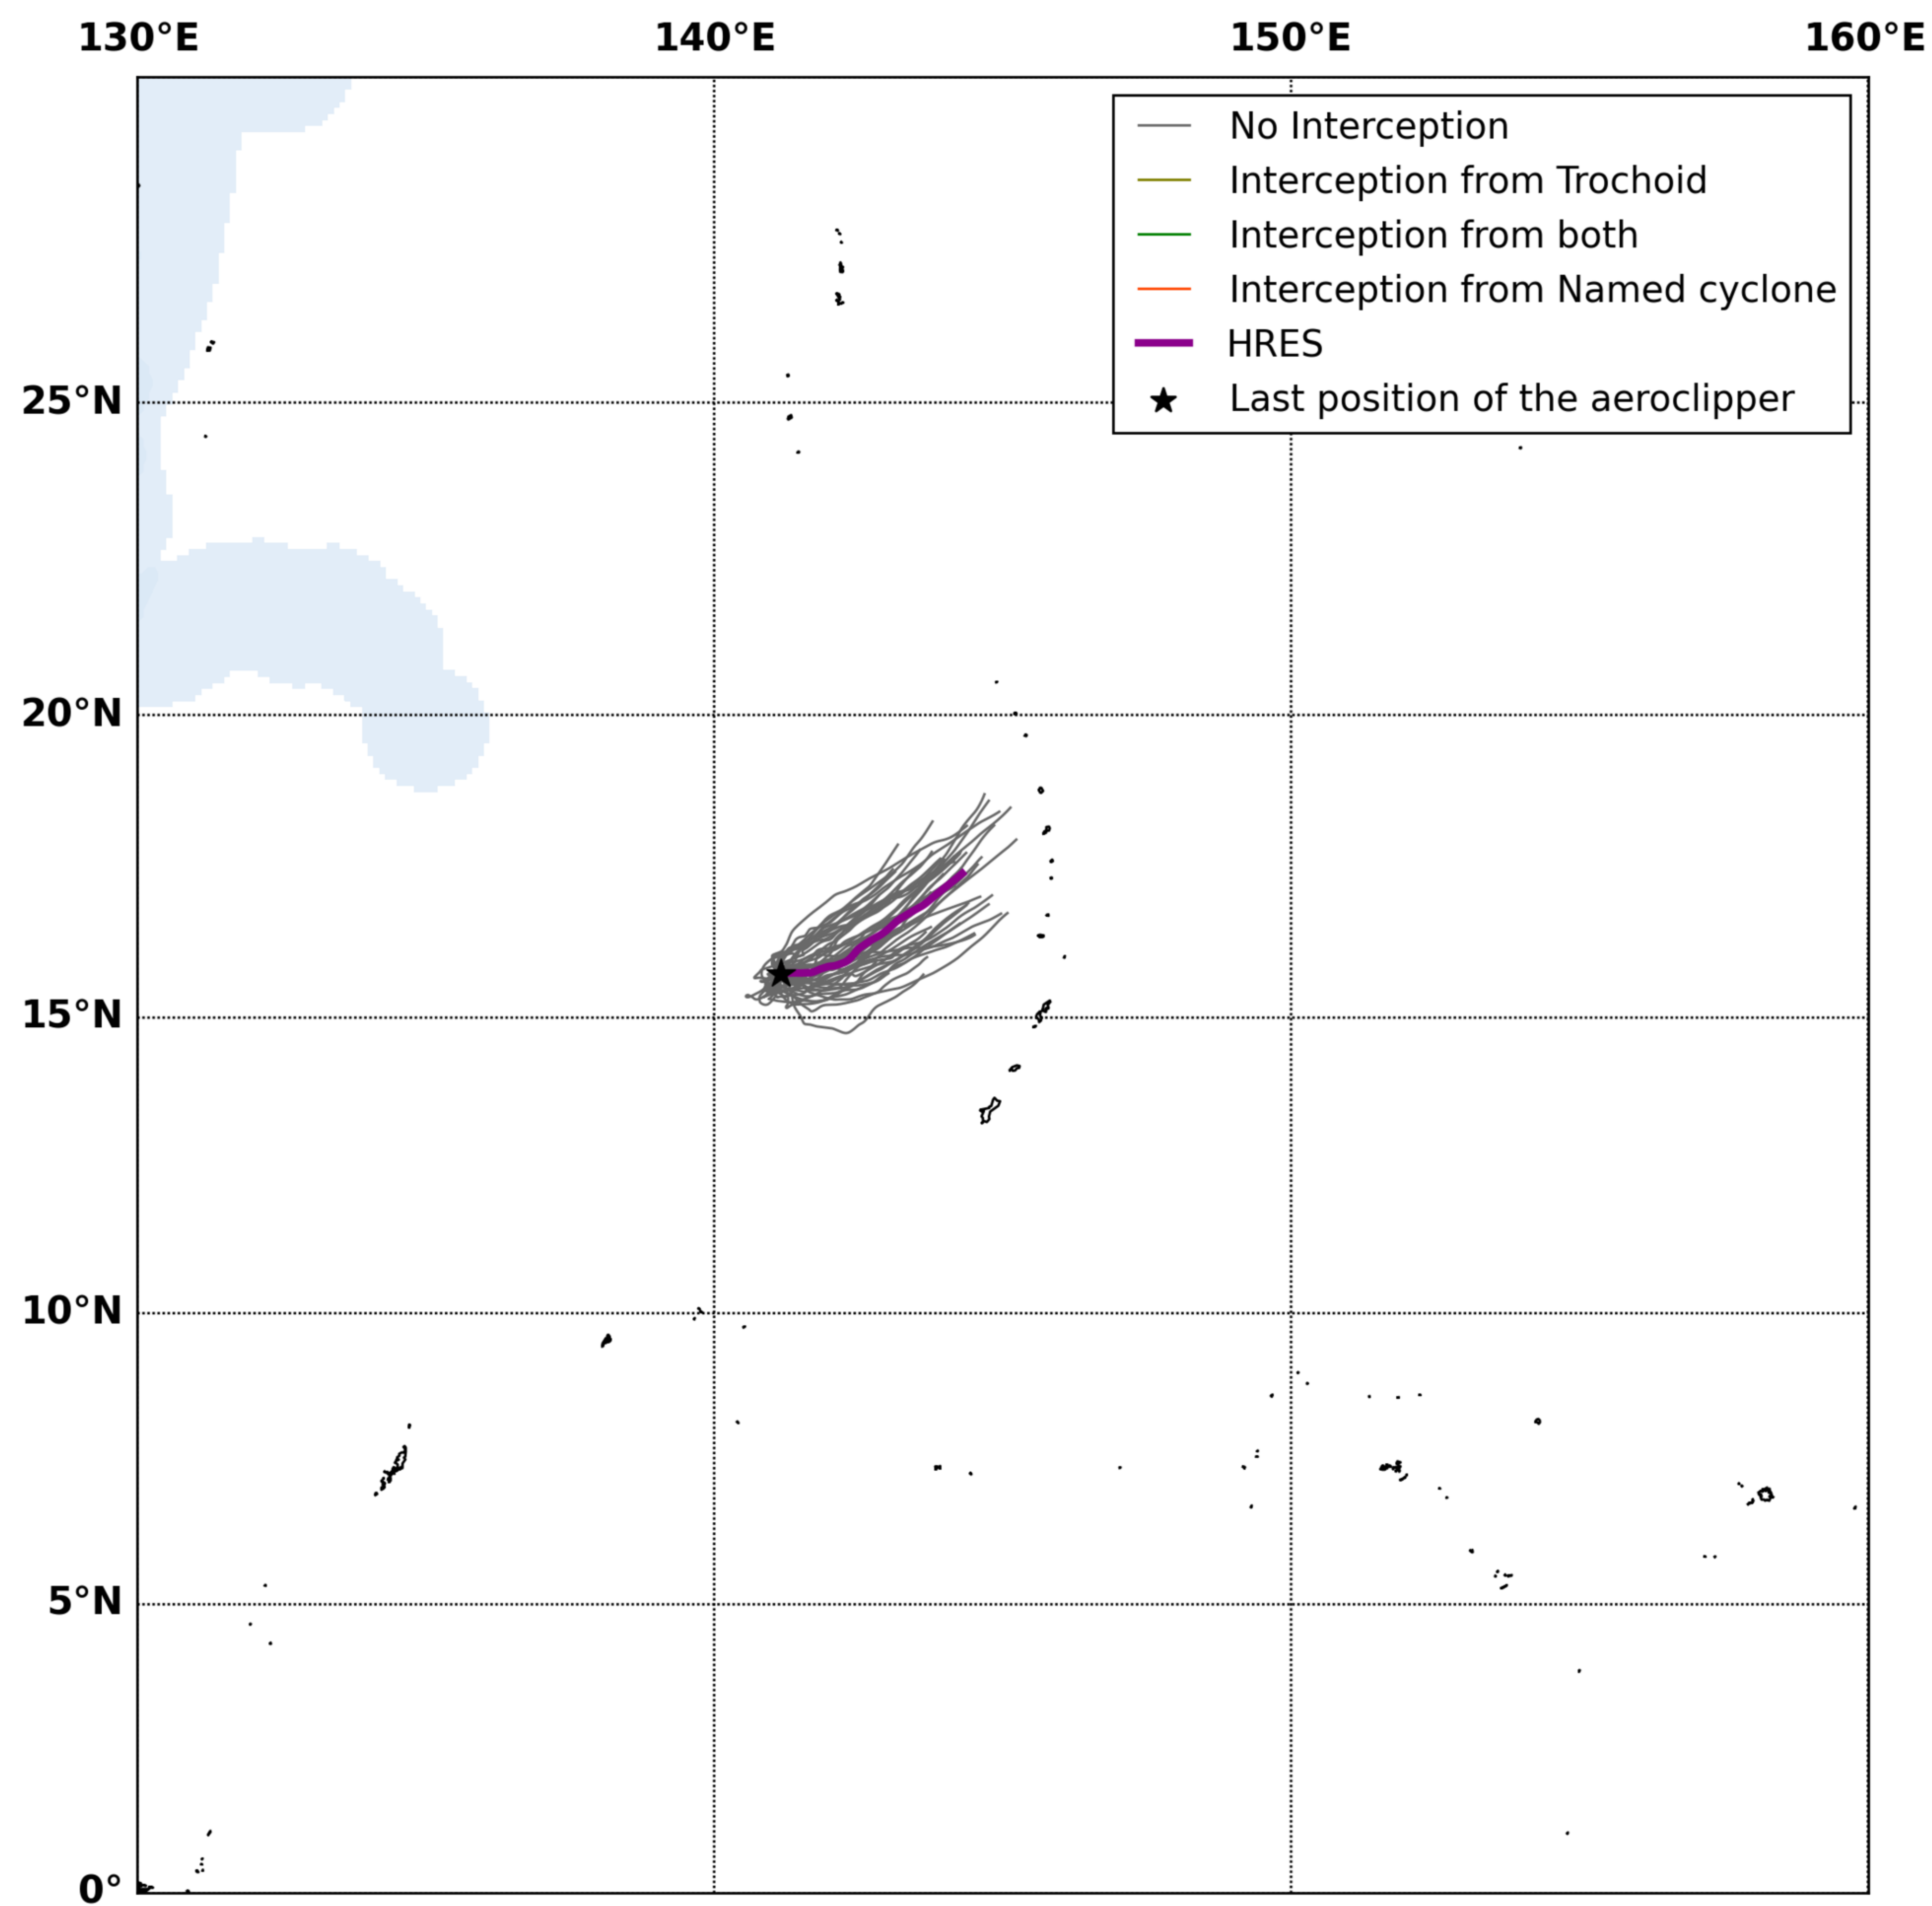 130°E 140°E 150°E 160°E
No Interception
Interception from Trochoid
Interception from both
Interception from Named cyclone
HRES
Last position of the aeroclipper
25°N
20°N
15°N
10°N
5°N
0°